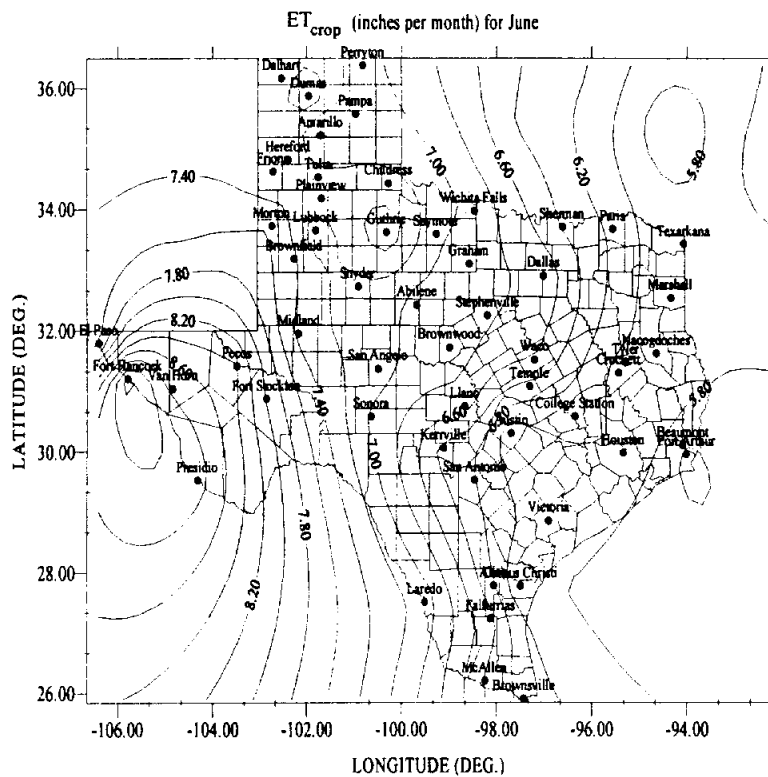 ETcrop (inches per month) for June
Perryton
Dalhart
36.00
Dumas
Pampa
Amarillo
Hereford
Friona
Tulia
7.00
6.60
6.20
5.80
Childress
7.40
Plainview
34.00
Wichita Falls
Morton
Lubbock
Guthrie
Seymour
Sherman
Paris
Texarkana
Brownfield
Graham
Dallas
7.80
Snyder
Marshall
Abilene
Stephenville
8.20
32.00
El Paso
Midland
Brownwood
Waco
Tyler
Nacogdoches
Crockett
Fort Hancock
Van Horn
Pecos
San Angelo
Temple
Fort Stockton
7.40
Llano
5.80
Sonora
6.60
Austin
College Station
Kerrville
Houston
Beaumont
Port Arthur
30.00
7.00
Presidio
San Antonio
Victoria
7.80
28.00
8.20
Laredo
Corpus Christi
Falfurrias
McAllen
26.00
Brownsville
-106.00
-104.00
-102.00
-100.00
-98.00
-96.00
-94.00
LATITUDE (DEG.)
LONGITUDE (DEG.)